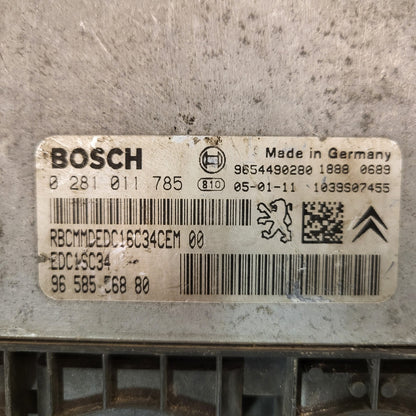 BOSCH
Made in Germany
9654490280 1888 0689
0 281 011 785 810 05-01-11 1039S07455
RBCMMDEDC16C34CEM 00
EDC16C34
96 585 568 80